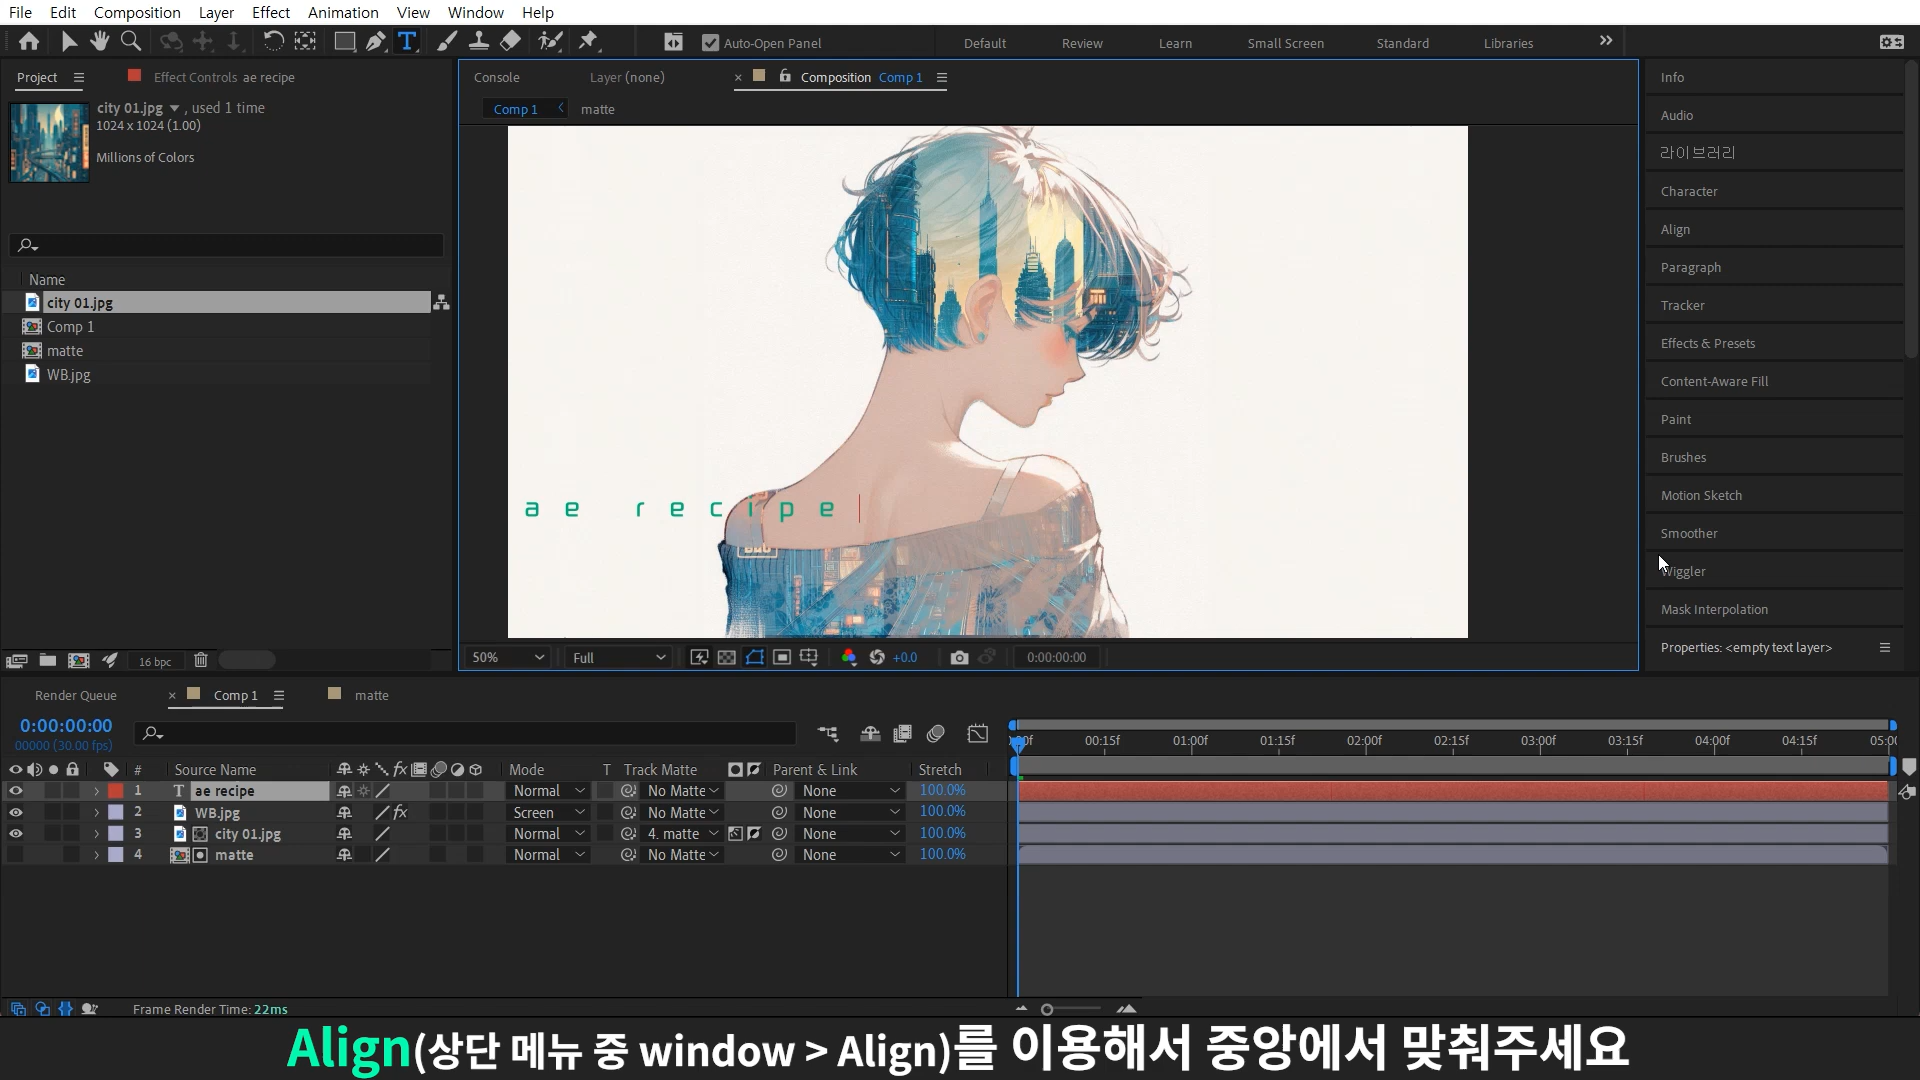 File Edit Composition Layer Effect Animation View Window Help
Auto-Open Panel Default Review Learn Small Screen Standard Libraries
Project Effect Controls ae recipe
city 01.jpg , used 1 time
1024 x 1024 (1.00)
Millions of Colors
Name
city 01.jpg
Comp 1
matte
WB.jpg
16 bpc
Console Layer (none) × Composition Comp 1
Comp 1 matte
ae recipe
50% Full +0.0 0:00:00:00
Info
Audio
라이브러리
Character
Align
Paragraph
Tracker
Effects & Presets
Content-Aware Fill
Paint
Brushes
Motion Sketch
Smoother
Wiggler
Mask Interpolation
Properties: <empty text layer>
Render Queue × Comp 1 matte
0:00:00:00
00000 (30.00 fps)
00:15f 01:00f 01:15f 02:00f 02:15f 03:00f 03:15f 04:00f 04:15f
# Source Name Mode T Track Matte Parent & Link Stretch
1 T ae recipe Normal No Matte None 100.0%
2 WB.jpg Screen No Matte None 100.0%
3 city 01.jpg Normal 4. matte None 100.0%
4 matte Normal No Matte None 100.0%
Frame Render Time: 22ms
Align(상단 메뉴 중 window > Align)를 이용해서 중앙에서 맞춰주세요